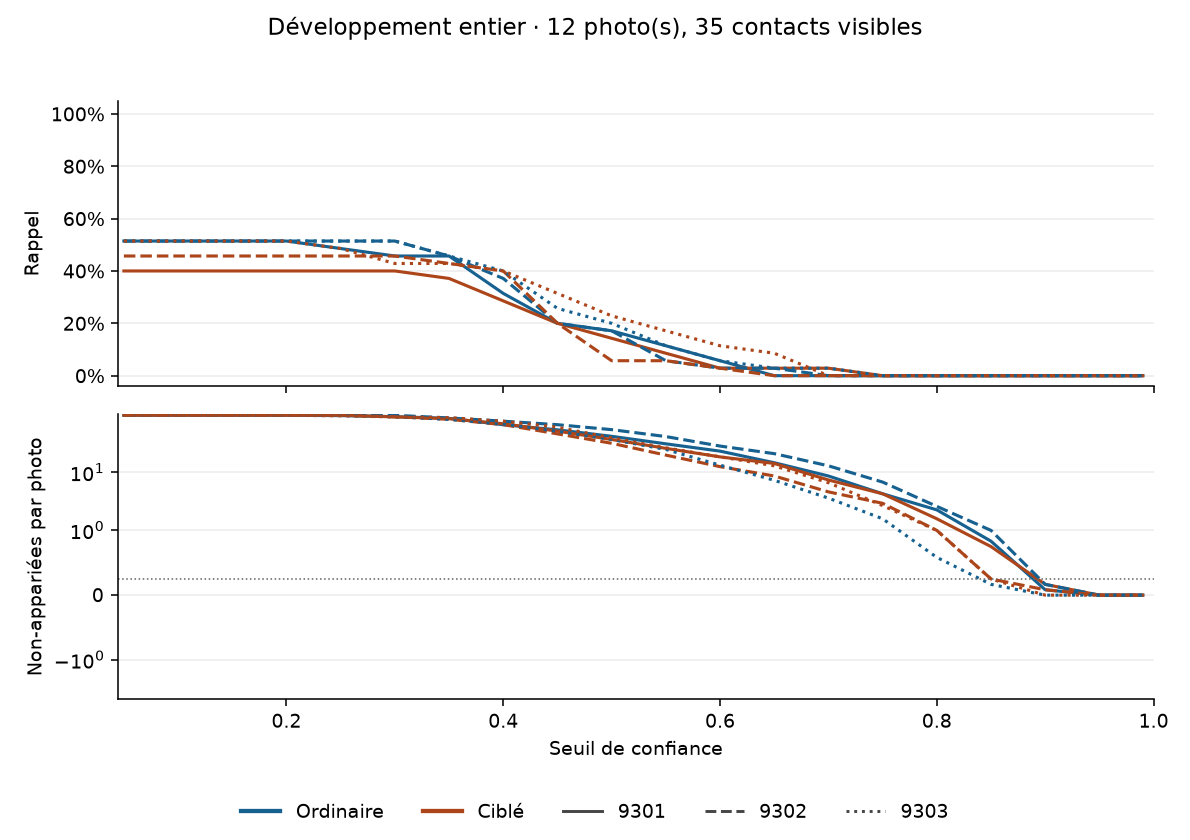 Développement entier · 12 photo(s), 35 contacts visibles
Rappel
100%
80%
60%
40%
20%
0%
Non-appariées par photo
10¹
10⁰
0
−10⁰
0.2 0.4 0.6 0.8 1.0
Seuil de confiance
Ordinaire Ciblé 9301 9302 9303